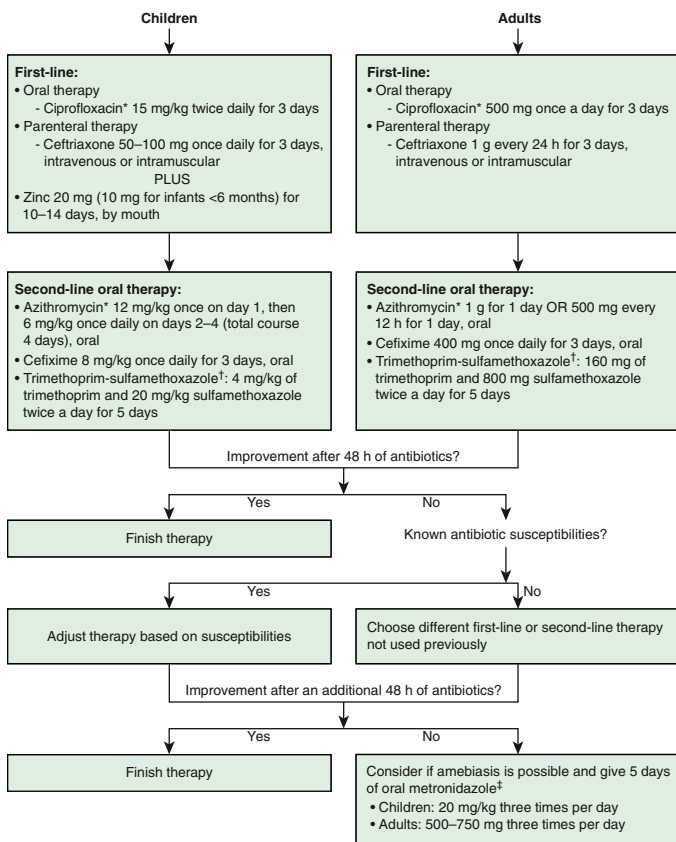 Children
First-line:
• Oral therapy
- Ciprofloxacin* 15 mg/kg twice daily for 3 days
• Parenteral therapy
- Ceftriaxone 50–100 mg once daily for 3 days,
intravenous or intramuscular
PLUS
• Zinc 20 mg (10 mg for infants <6 months) for
10–14 days, by mouth
Adults
First-line:
• Oral therapy
- Ciprofloxacin* 500 mg once a day for 3 days
• Parenteral therapy
- Ceftriaxone 1 g every 24 h for 3 days,
intravenous or intramuscular
Second-line oral therapy:
• Azithromycin* 12 mg/kg once on day 1, then
6 mg/kg once daily on days 2–4 (total course
4 days), oral
• Cefixime 8 mg/kg once daily for 3 days, oral
• Trimethoprim-sulfamethoxazole†: 4 mg/kg of
trimethoprim and 20 mg/kg sulfamethoxazole
twice a day for 5 days
Second-line oral therapy:
• Azithromycin* 1 g for 1 day OR 500 mg every
12 h for 1 day, oral
• Cefixime 400 mg once daily for 3 days, oral
• Trimethoprim-sulfamethoxazole†: 160 mg of
trimethoprim and 800 mg sulfamethoxazole
twice a day for 5 days
Improvement after 48 h of antibiotics?
Yes
No
Finish therapy
Known antibiotic susceptibilities?
Yes
No
Adjust therapy based on susceptibilities
Choose different first-line or second-line therapy
not used previously
Improvement after an additional 48 h of antibiotics?
Yes
No
Finish therapy
Consider if amebiasis is possible and give 5 days
of oral metronidazole‡
• Children: 20 mg/kg three times per day
• Adults: 500–750 mg three times per day